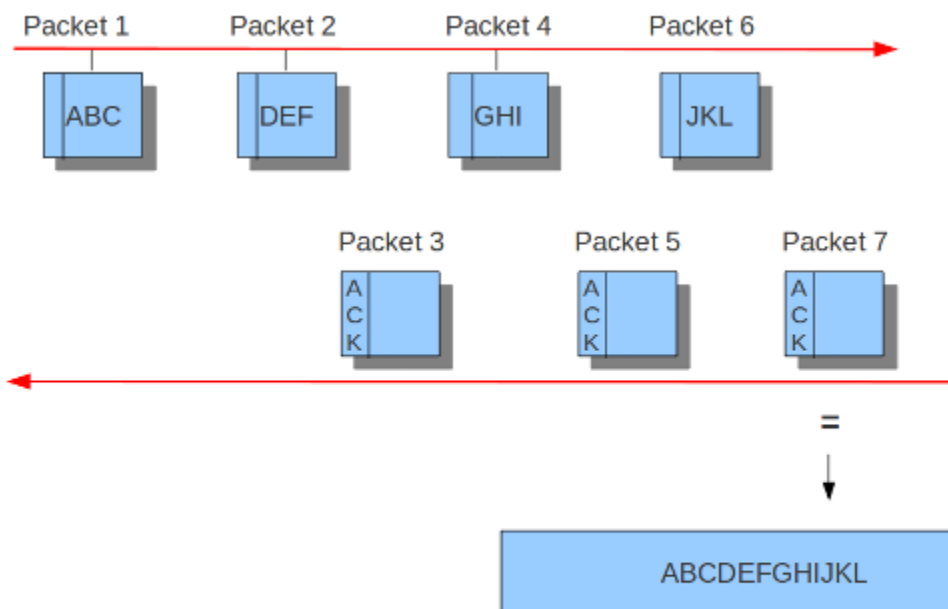 Packet 1 Packet 2 Packet 4 Packet 6
ABC DEF GHI JKL
Packet 3 Packet 5 Packet 7
A A A
C C C
K K K
=
ABCDEFGHIJKL